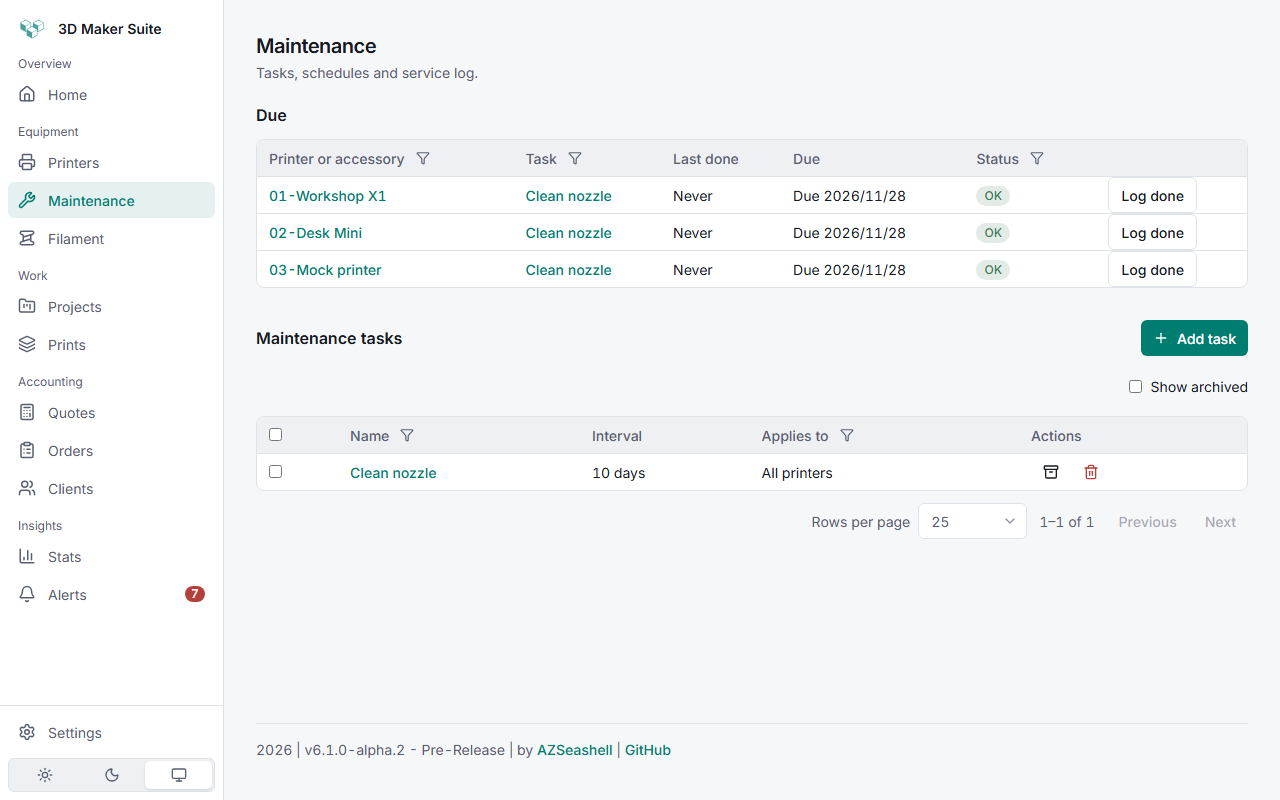 3D Maker Suite
Overview
Home
Equipment
Printers
Maintenance
Filament
Work
Projects
Prints
Accounting
Quotes
Orders
Clients
Insights
Stats
Alerts 7
Settings
Maintenance
Tasks, schedules and service log.
Due
Printer or accessory Task Last done Due Status
01-Workshop X1 Clean nozzle Never Due 2026/11/28 OK Log done
02-Desk Mini Clean nozzle Never Due 2026/11/28 OK Log done
03-Mock printer Clean nozzle Never Due 2026/11/28 OK Log done
Maintenance tasks
Add task
Show archived
Name Interval Applies to Actions
Clean nozzle 10 days All printers
Rows per page 25 1–1 of 1 Previous Next
2026 | v6.1.0-alpha.2 - Pre-Release | by AZSeashell | GitHub